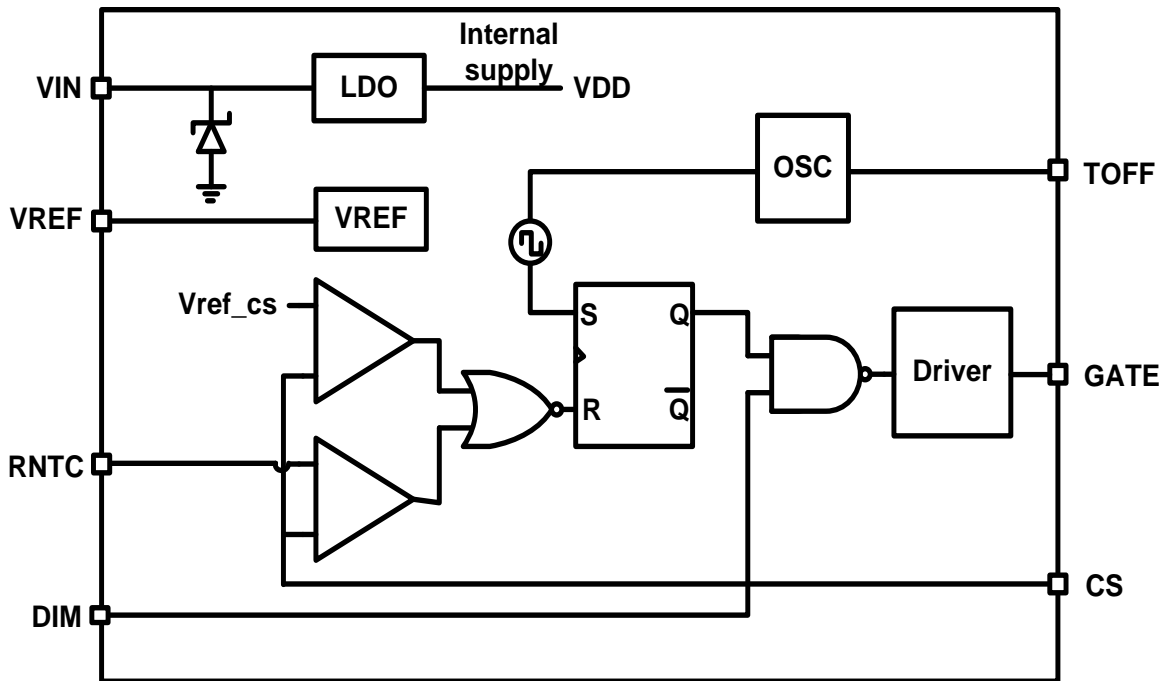 Internal
supply
VIN
LDO
VDD
OSC
TOFF
VREF
VREF
Vref_cs
S
Q
Driver
GATE
R
Q̅
RNTC
CS
DIM